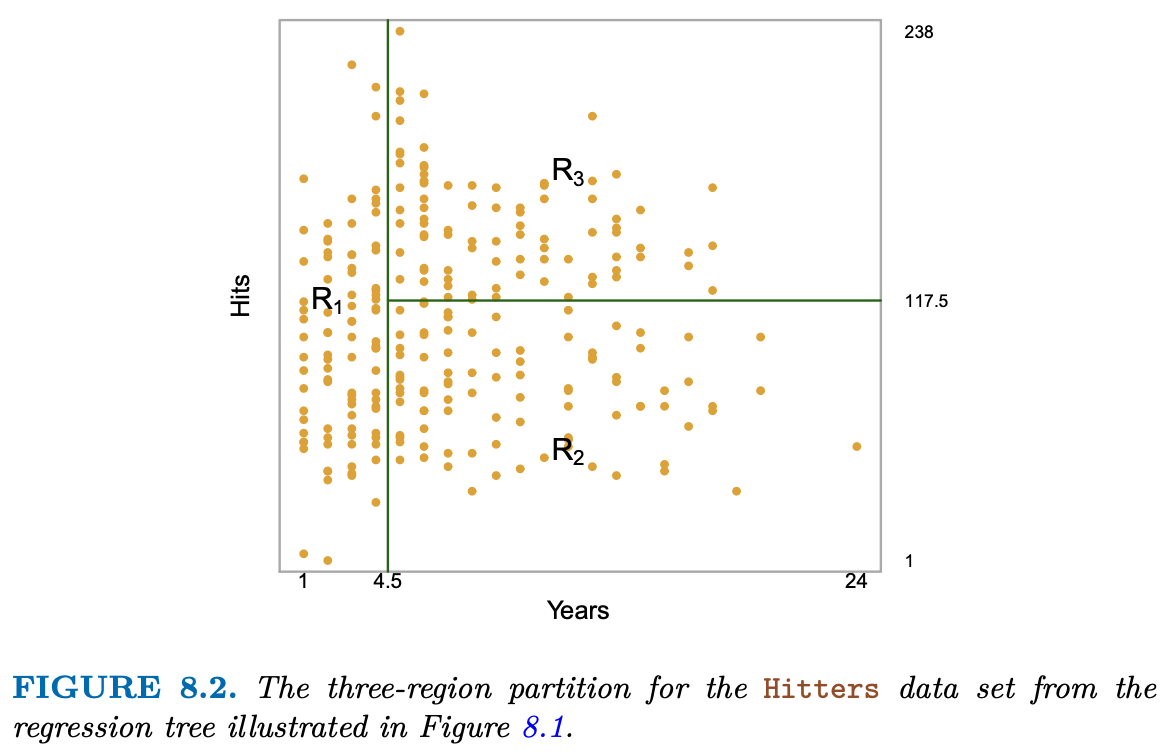 238
R3
Hits
R1
117.5
R2
1
1
4.5
24
Years
FIGURE 8.2. The three-region partition for the Hitters data set from the
regression tree illustrated in Figure 8.1.